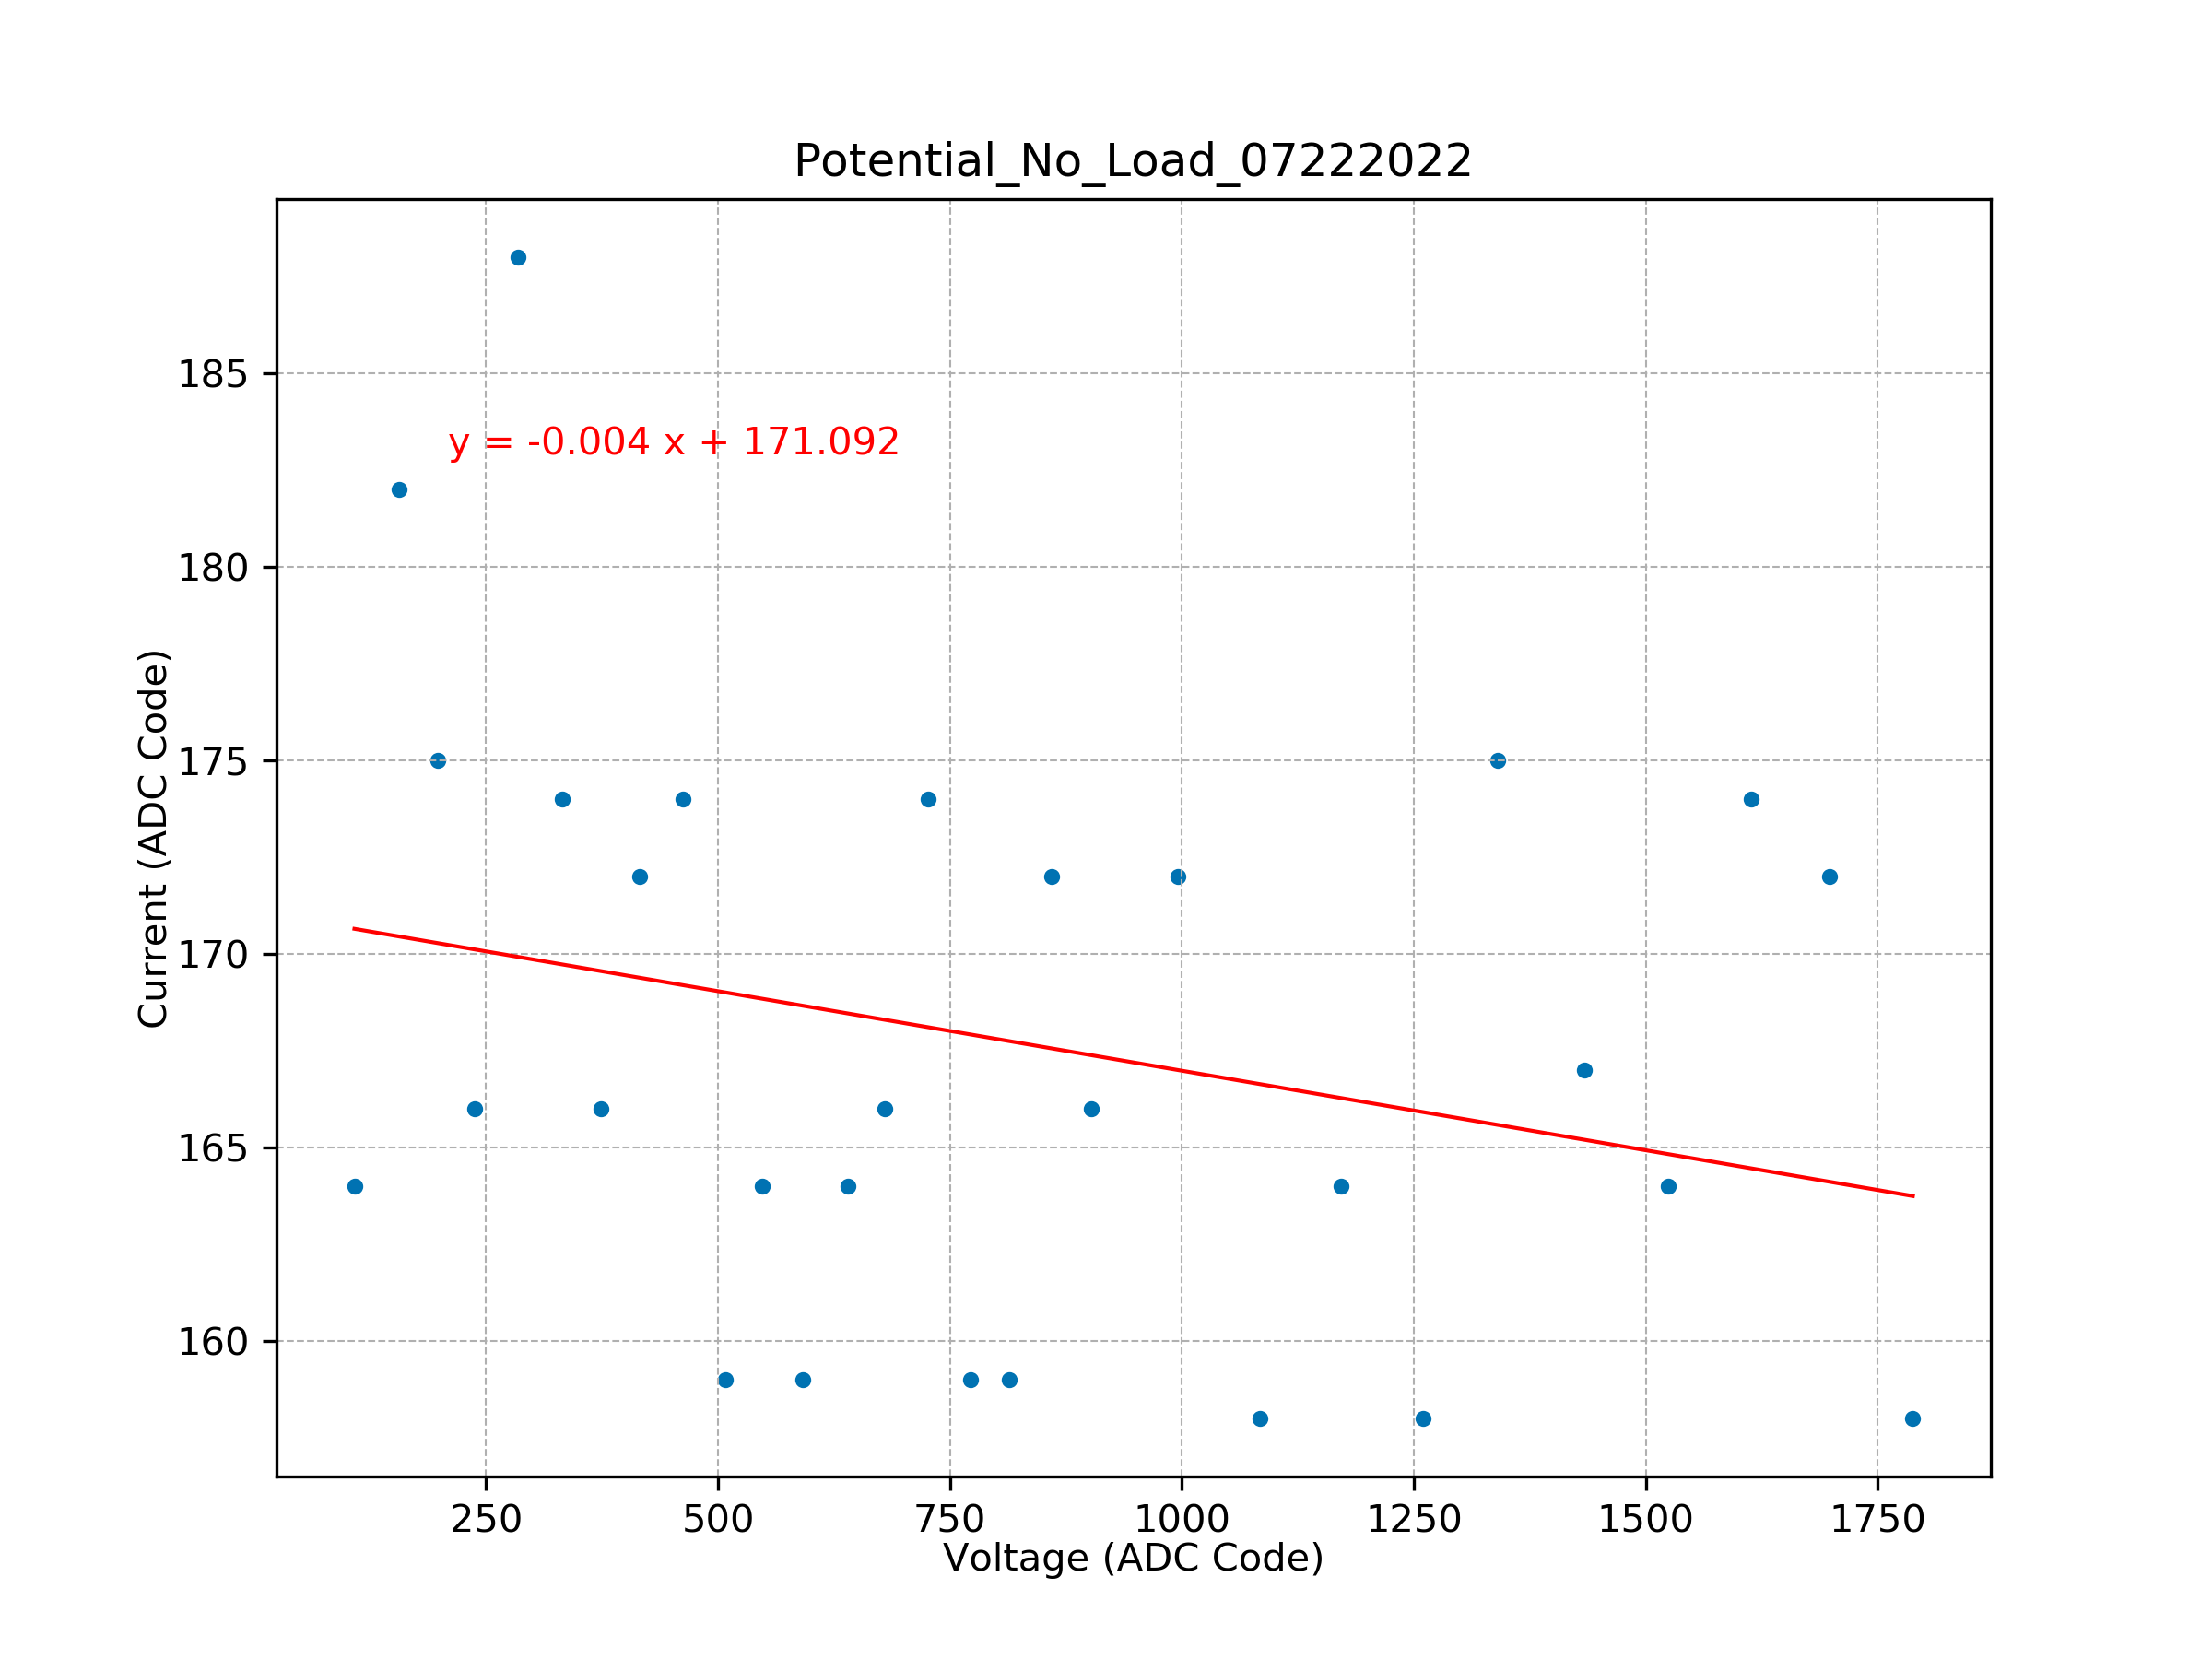 Potential_No_Load_07222022
185
y = -0.004 x + 171.092
180
175
170
165
160
Current (ADC Code)
250 500 750 1000 1250 1500 1750
Voltage (ADC Code)